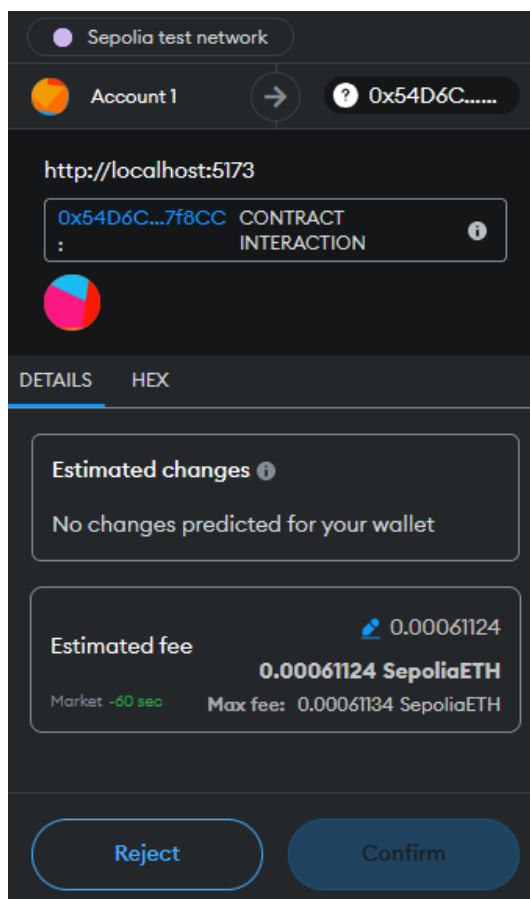 Sepolia test network
Account 1
? 0x54D6C......
http://localhost:5173
0x54D6C...7f8CC CONTRACT
: INTERACTION
DETAILS HEX
Estimated changes
No changes predicted for your wallet
0.00061124
Estimated fee
0.00061124 SepoliaETH
Market ~60 sec Max fee: 0.00061134 SepoliaETH
Reject Confirm